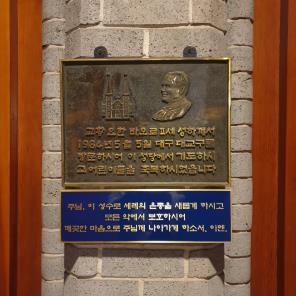 교황 요한 바오로 II세 성하께서
1984년 5월 5일 대구 대교구를
방문하시어 이 성당에서 기도하시
고 어린이들을 축복하시었습니다
주님, 이 성수로 세례의 은총을 새롭게 하시고
모든 악에서 보호하시어
깨끗한 마음으로 주님께 나아가게 하소서. 아멘.